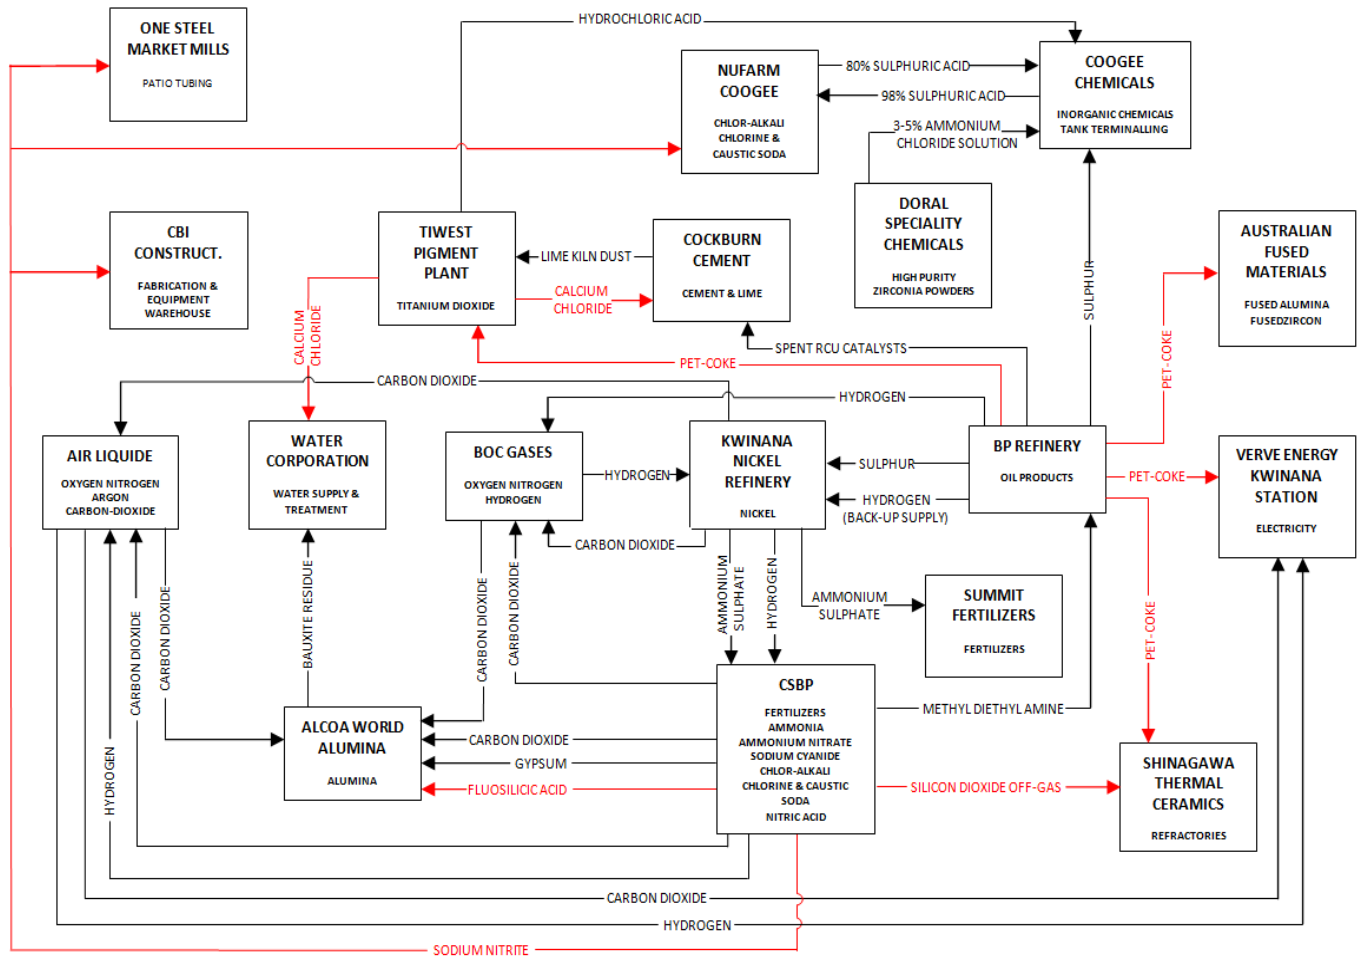 HYDROCHLORIC ACID
ONE STEEL
MARKET MILLS
PATIO TUBING
NUFARM
COOGEE
CHLOR-ALKALI
CHLORINE &
CAUSTIC SODA
80% SULPHURIC ACID
98% SULPHURIC ACID
3-5% AMMONIUM
CHLORIDE SOLUTION
COOGEE
CHEMICALS
INORGANIC CHEMICALS
TANK TERMINALLING
CBI
CONSTRUCT.
FABRICATION &
EQUIPMENT
WAREHOUSE
TIWEST
PIGMENT
PLANT
TITANIUM DIOXIDE
LIME KILN DUST
CALCIUM
CHLORIDE
COCKBURN
CEMENT
CEMENT & LIME
DORAL
SPECIALITY
CHEMICALS
HIGH PURITY
ZIRCONIA POWDERS
SULPHUR
AUSTRALIAN
FUSED
MATERIALS
FUSED ALUMINA
FUSEDZIRCON
CALCIUM
CHLORIDE
SPENT RCU CATALYSTS
PET-COKE
PET-COKE
CARBON DIOXIDE
HYDROGEN
AIR LIQUIDE
OXYGEN NITROGEN
ARGON
CARBON-DIOXIDE
WATER
CORPORATION
WATER SUPPLY &
TREATMENT
BOC GASES
OXYGEN NITROGEN
HYDROGEN
HYDROGEN
KWINANA
NICKEL
REFINERY
NICKEL
SULPHUR
HYDROGEN
(BACK-UP SUPPLY)
BP REFINERY
OIL PRODUCTS
PET-COKE
VERVE ENERGY
KWINANA
STATION
ELECTRICITY
CARBON DIOXIDE
BAUXITE RESIDUE
CARBON DIOXIDE
CARBON DIOXIDE
CARBON DIOXIDE
CARBON DIOXIDE
AMMONIUM
SULPHATE
HYDROGEN
AMMONIUM
SULPHATE
SUMMIT
FERTILIZERS
FERTILIZERS
PET-COKE
ALCOA WORLD
ALUMINA
ALUMINA
CARBON DIOXIDE
GYPSUM
FLUOSILICIC ACID
CSBP
FERTILIZERS
AMMONIA
AMMONIUM NITRATE
SODIUM CYANIDE
CHLOR-ALKALI
CHLORINE & CAUSTIC
SODA
NITRIC ACID
METHYL DIETHYL AMINE
SILICON DIOXIDE OFF-GAS
SHINAGAWA
THERMAL
CERAMICS
REFRACTORIES
HYDROGEN
CARBON DIOXIDE
HYDROGEN
SODIUM NITRITE